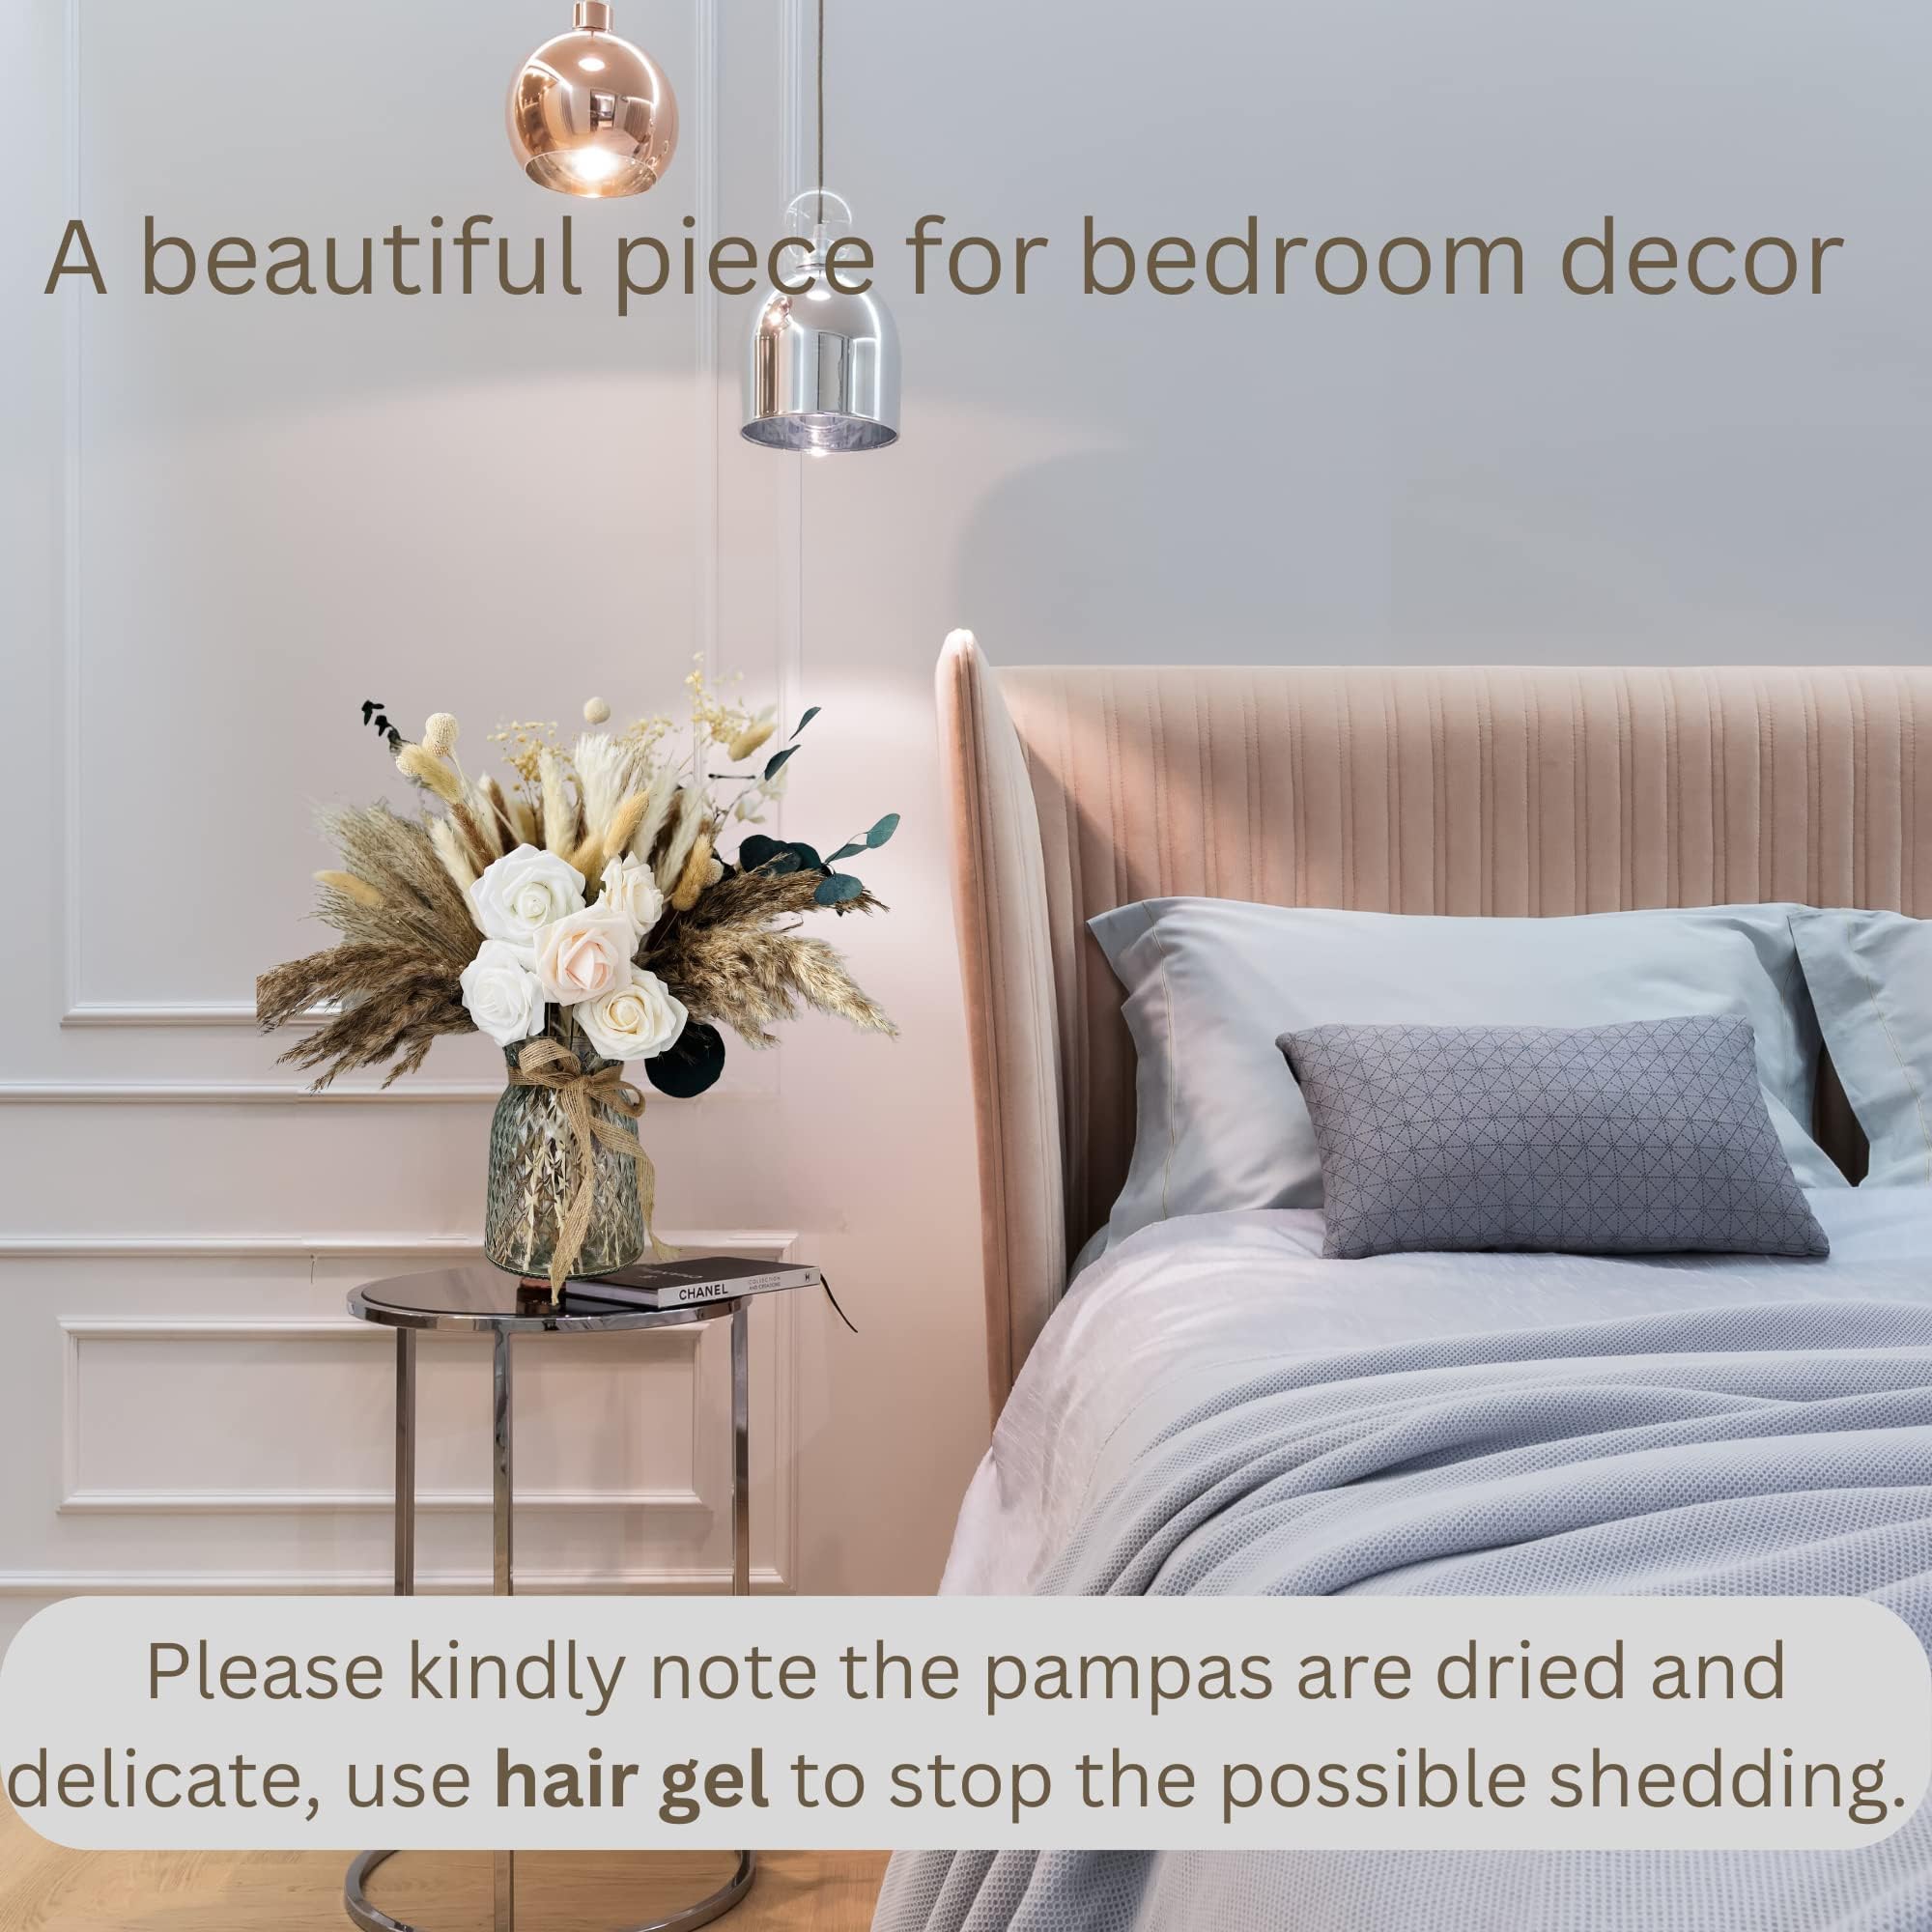 A beautiful piece for bedroom decor
CHANEL
COLLECTION
Please kindly note the pampas are dried and
delicate, use hair gel to stop the possible shedding.